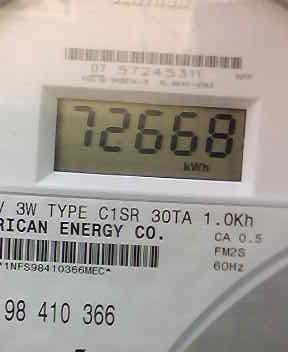 07 57245311
72668
kWh
V 3W TYPE C1SR 30TA 1.0Kh
RICAN ENERGY CO.
CA 0.5
FM2S
60Hz
*1NFS98410366MEC*
98 410 366